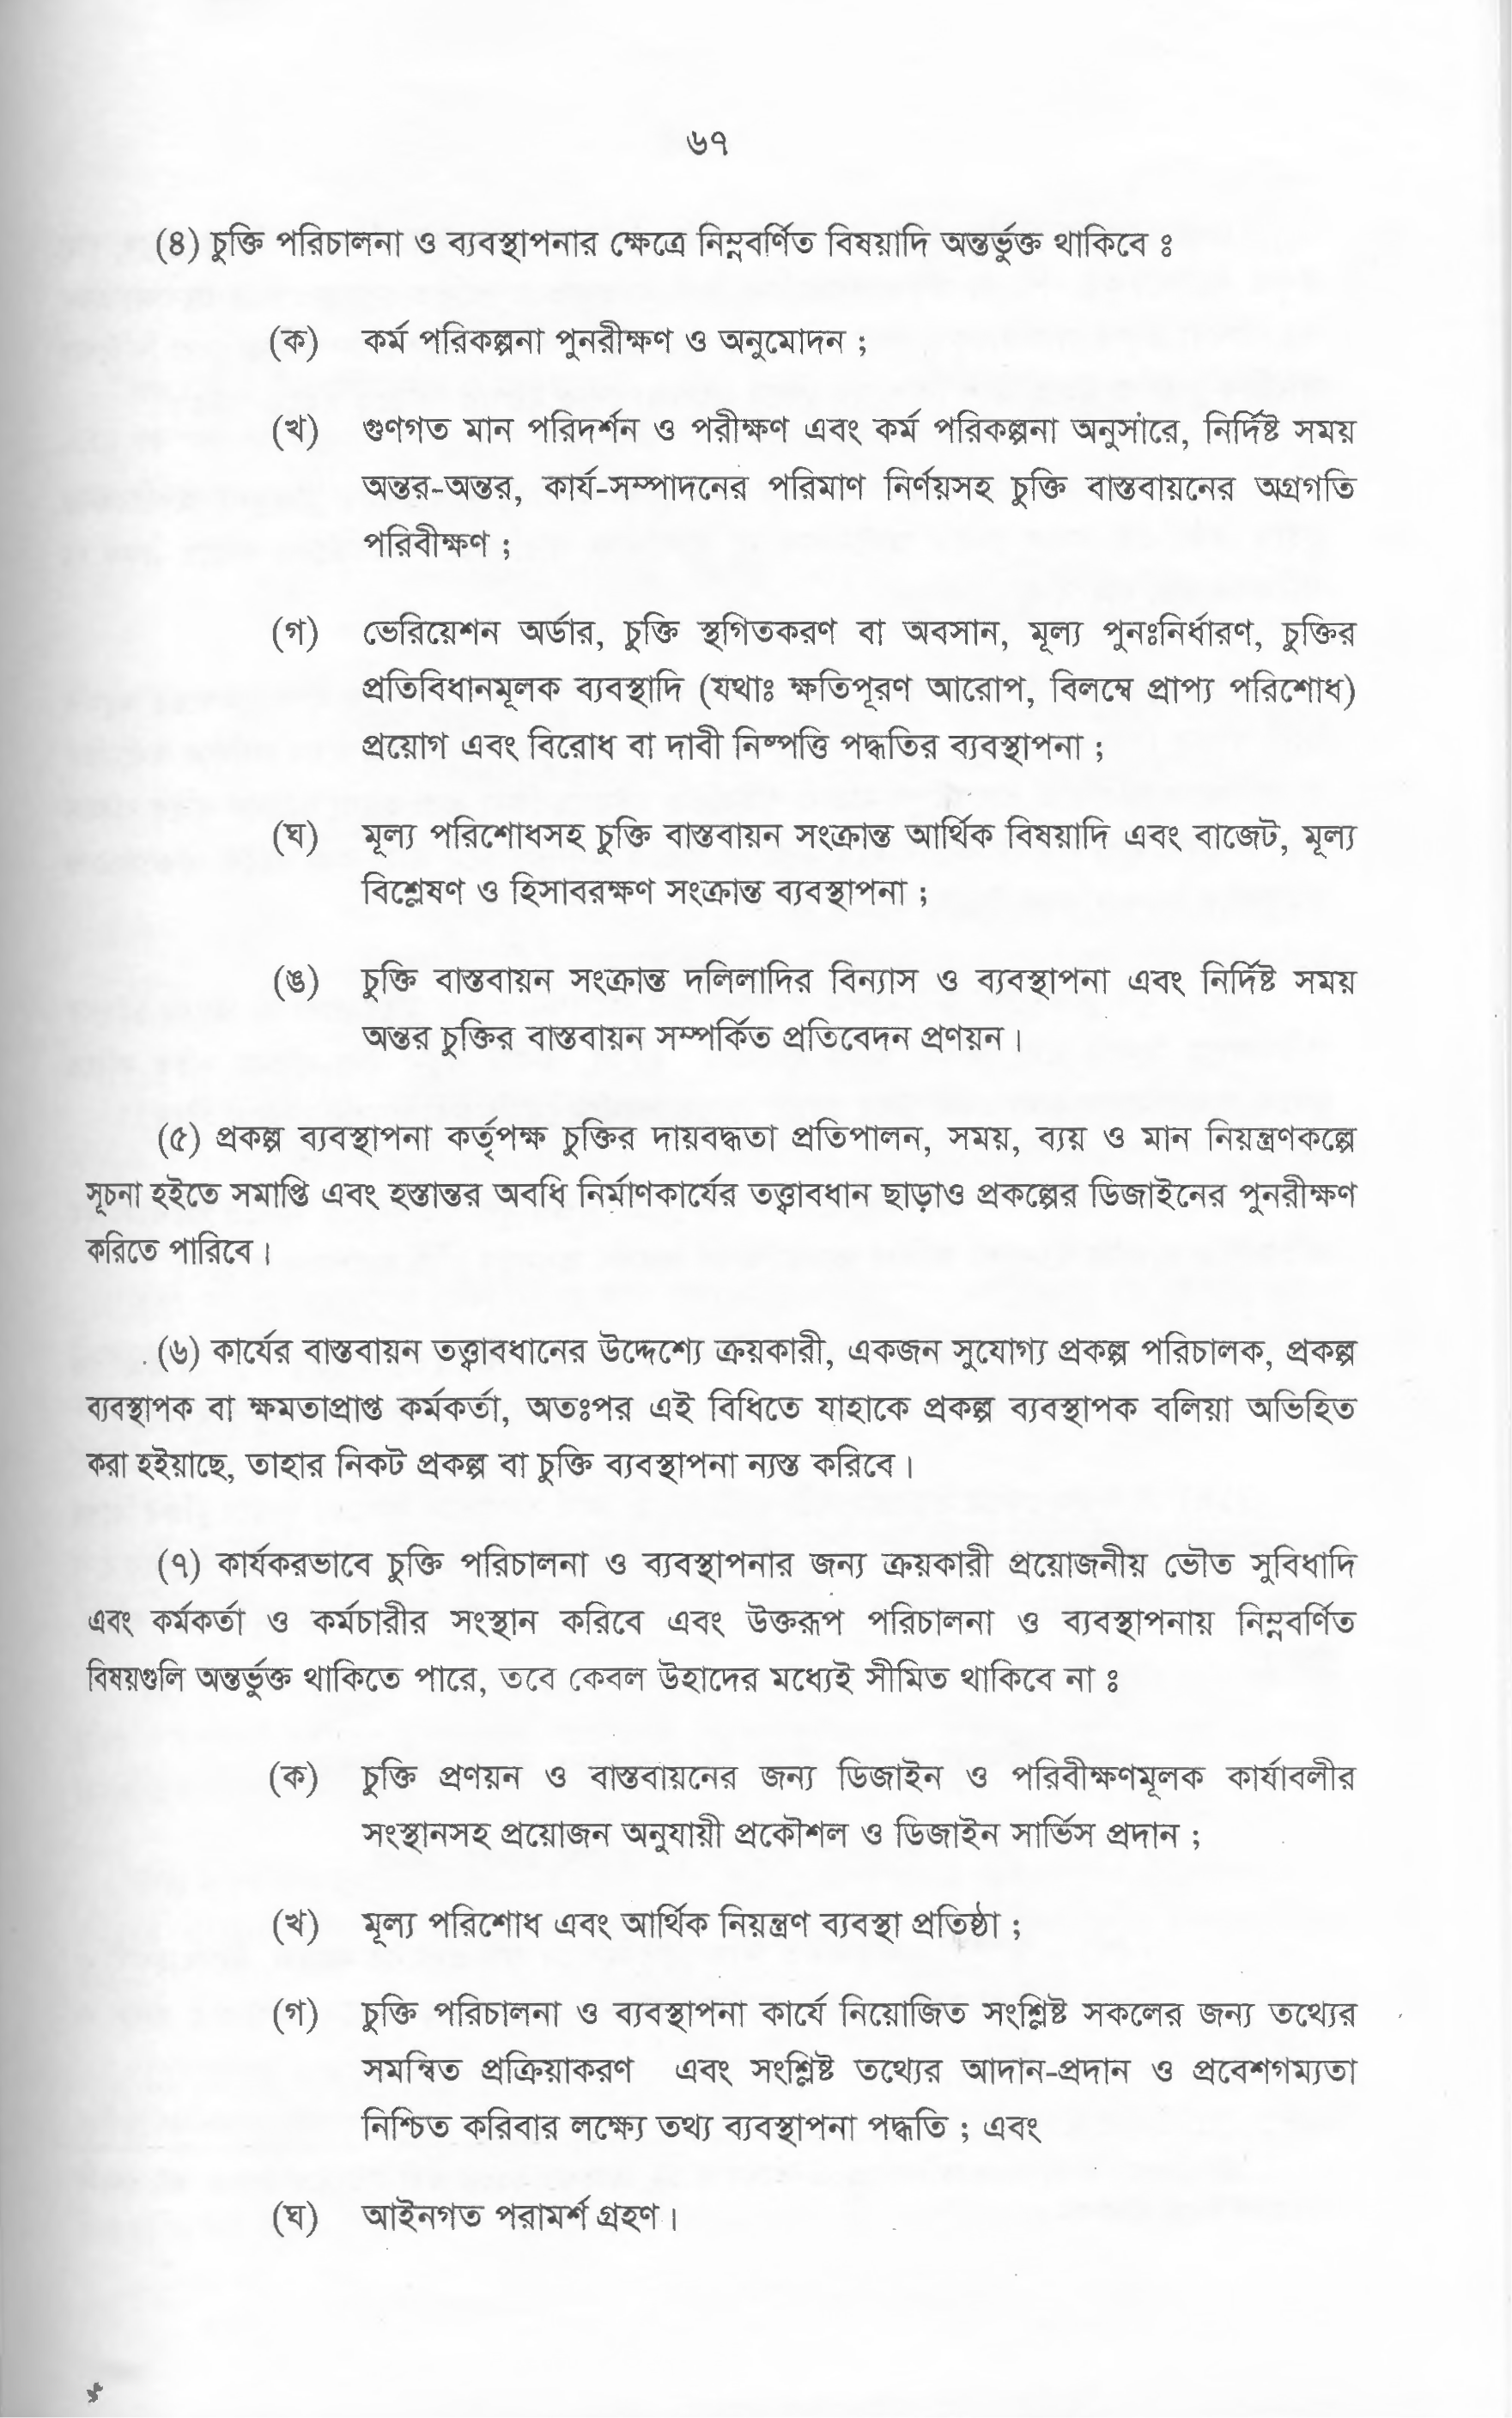 ৬৭
(৪) চুক্তি পরিচালনা ও ব্যবস্থাপনার ক্ষেত্রে নিম্নবর্ণিত বিষয়াদি অন্তর্ভুক্ত থাকিবে ঃ
(ক) কর্ম পরিকল্পনা পুনরীক্ষণ ও অনুমোদন ;
(খ) গুণগত মান পরিদর্শন ও পরীক্ষণ এবং কর্ম পরিকল্পনা অনুসারে, নির্দিষ্ট সময়
অন্তর-অন্তর, কার্য-সম্পাদনের পরিমাণ নির্ণয়সহ চুক্তি বাস্তবায়নের অগ্রগতি
পরিবীক্ষণ ;
(গ) ভেরিয়েশন অর্ডার, চুক্তি স্থগিতকরণ বা অবসান, মূল্য পুনঃনির্ধারণ, চুক্তির
প্রতিবিধানমূলক ব্যবস্থাদি (যথাঃ ক্ষতিপূরণ আরোপ, বিলম্বে প্রাপ্য পরিশোধ)
প্রয়োগ এবং বিরোধ বা দাবী নিষ্পত্তি পদ্ধতির ব্যবস্থাপনা ;
(ঘ) মূল্য পরিশোধসহ চুক্তি বাস্তবায়ন সংক্রান্ত আর্থিক বিষয়াদি এবং বাজেট, মূল্য
বিশ্লেষণ ও হিসাবরক্ষণ সংক্রান্ত ব্যবস্থাপনা ;
(ঙ) চুক্তি বাস্তবায়ন সংক্রান্ত দলিলাদির বিন্যাস ও ব্যবস্থাপনা এবং নির্দিষ্ট সময়
অন্তর চুক্তির বাস্তবায়ন সম্পর্কিত প্রতিবেদন প্রণয়ন।
(৫) প্রকল্প ব্যবস্থাপনা কর্তৃপক্ষ চুক্তির দায়বদ্ধতা প্রতিপালন, সময়, ব্যয় ও মান নিয়ন্ত্রণকল্পে
সূচনা হইতে সমাপ্তি এবং হস্তান্তর অবধি নির্মাণকার্যের তত্ত্বাবধান ছাড়াও প্রকল্পের ডিজাইনের পুনরীক্ষণ
করিতে পারিবে।
(৬) কার্যের বাস্তবায়ন তত্ত্বাবধানের উদ্দেশ্যে ক্রয়কারী, একজন সুযোগ্য প্রকল্প পরিচালক, প্রকল্প
ব্যবস্থাপক বা ক্ষমতাপ্রাপ্ত কর্মকর্তা, অতঃপর এই বিধিতে যাহাকে প্রকল্প ব্যবস্থাপক বলিয়া অভিহিত
করা হইয়াছে, তাহার নিকট প্রকল্প বা চুক্তি ব্যবস্থাপনা ন্যস্ত করিবে।
(৭) কার্যকরভাবে চুক্তি পরিচালনা ও ব্যবস্থাপনার জন্য ক্রয়কারী প্রয়োজনীয় ভৌত সুবিধাদি
এবং কর্মকর্তা ও কর্মচারীর সংস্থান করিবে এবং উক্তরূপ পরিচালনা ও ব্যবস্থাপনায় নিম্নবর্ণিত
বিষয়গুলি অন্তর্ভুক্ত থাকিতে পারে, তবে কেবল উহাদের মধ্যেই সীমিত থাকিবে না ঃ
(ক) চুক্তি প্রণয়ন ও বাস্তবায়নের জন্য ডিজাইন ও পরিবীক্ষণমূলক কার্যাবলীর
সংস্থানসহ প্রয়োজন অনুযায়ী প্রকৌশল ও ডিজাইন সার্ভিস প্রদান ;
(খ) মূল্য পরিশোধ এবং আর্থিক নিয়ন্ত্রণ ব্যবস্থা প্রতিষ্ঠা ;
(গ) চুক্তি পরিচালনা ও ব্যবস্থাপনা কার্যে নিয়োজিত সংশ্লিষ্ট সকলের জন্য তথ্যের
সমন্বিত প্রক্রিয়াকরণ এবং সংশ্লিষ্ট তথ্যের আদান-প্রদান ও প্রবেশগম্যতা
নিশ্চিত করিবার লক্ষ্যে তথ্য ব্যবস্থাপনা পদ্ধতি ; এবং
(ঘ) আইনগত পরামর্শ গ্রহণ।